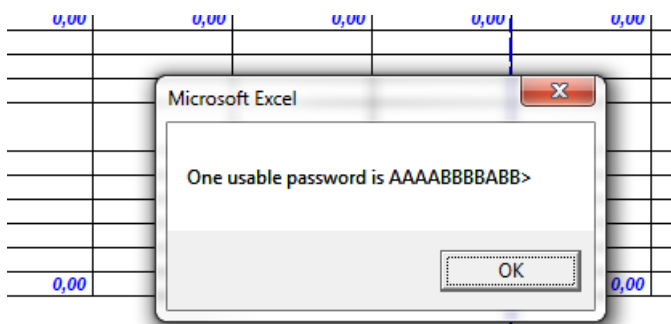 0,00 0,00 0,00 0,00 0,00
Microsoft Excel
One usable password is AAAABBBBABB>
OK
0,00 0,00